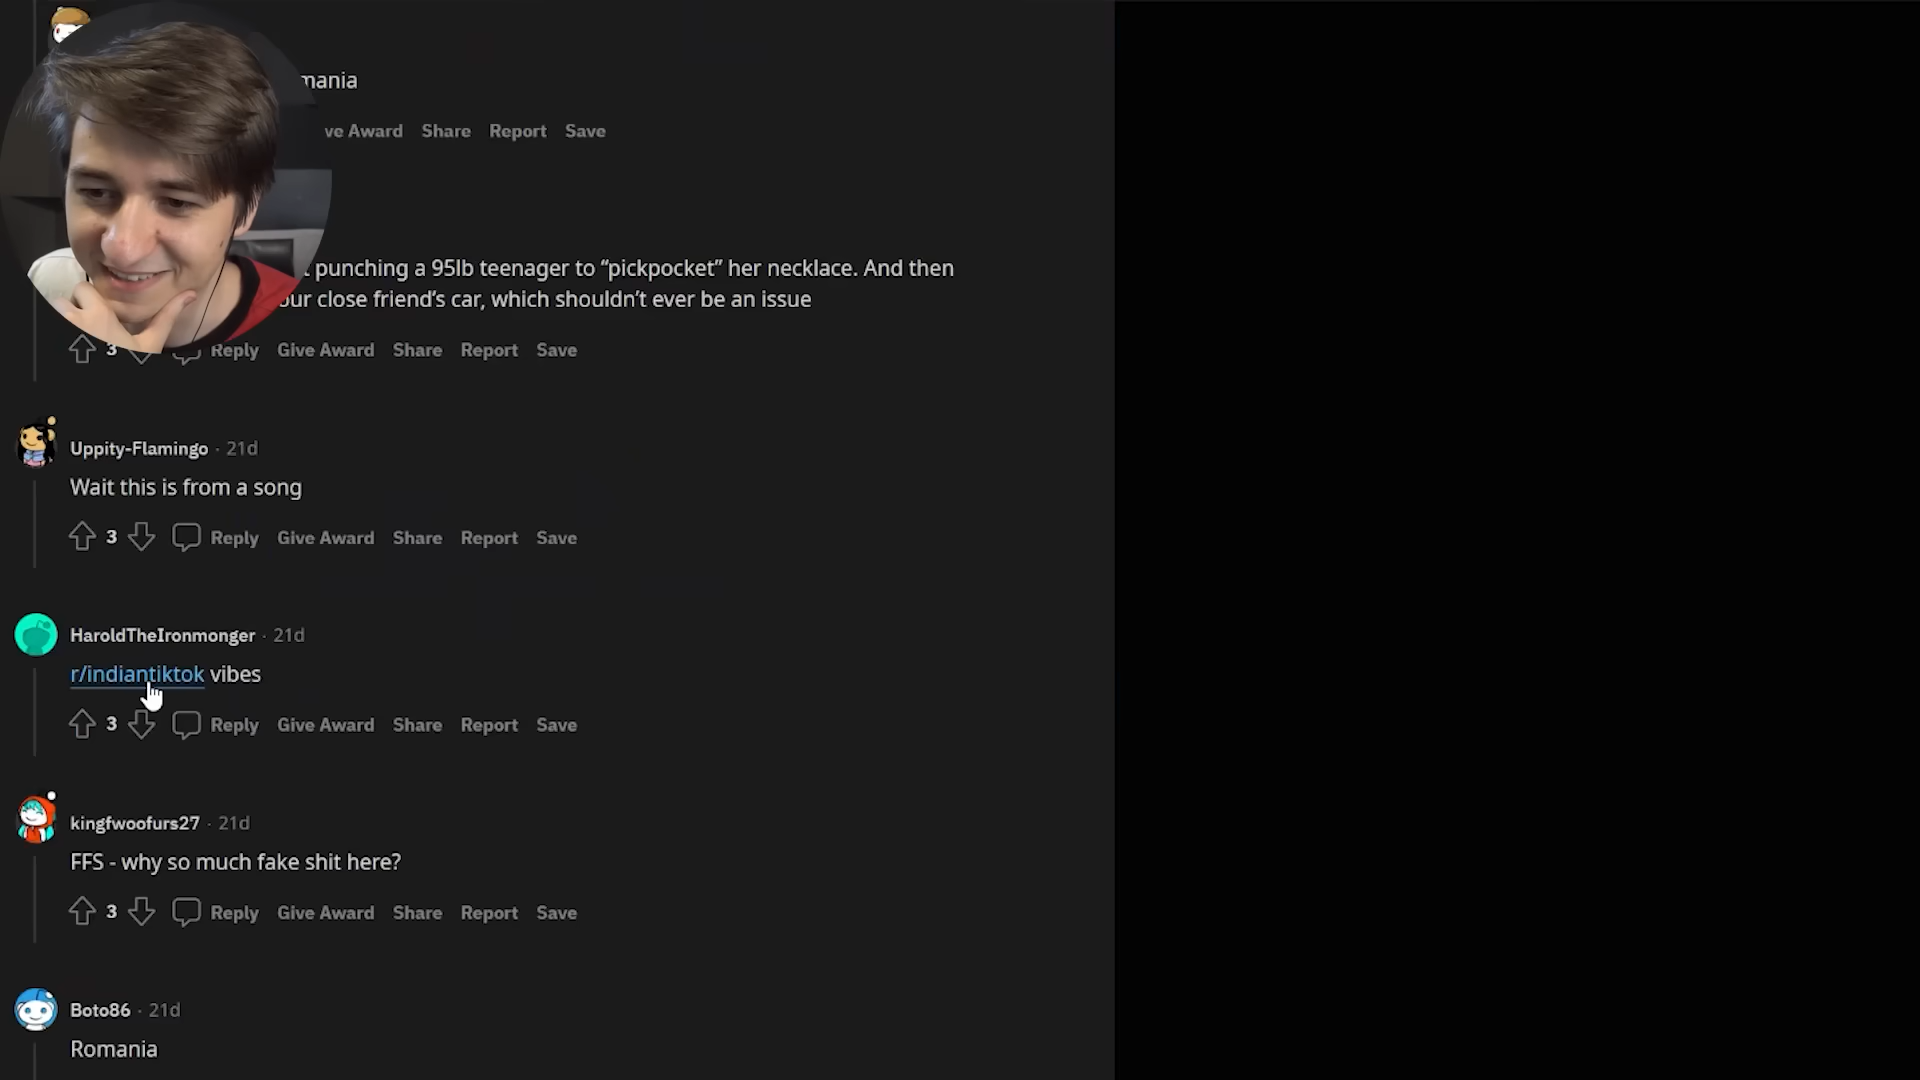 mania
ve Award Share Report Save
punching a 95lb teenager to “pickpocket” her necklace. And then
our close friend’s car, which shouldn’t ever be an issue
3 Reply Give Award Share Report Save
Uppity-Flamingo · 21d
Wait this is from a song
3 Reply Give Award Share Report Save
HaroldTheIronmonger · 21d
r/indiantiktok vibes
3 Reply Give Award Share Report Save
kingfwoofurs27 · 21d
FFS - why so much fake shit here?
3 Reply Give Award Share Report Save
Boto86 · 21d
Romania